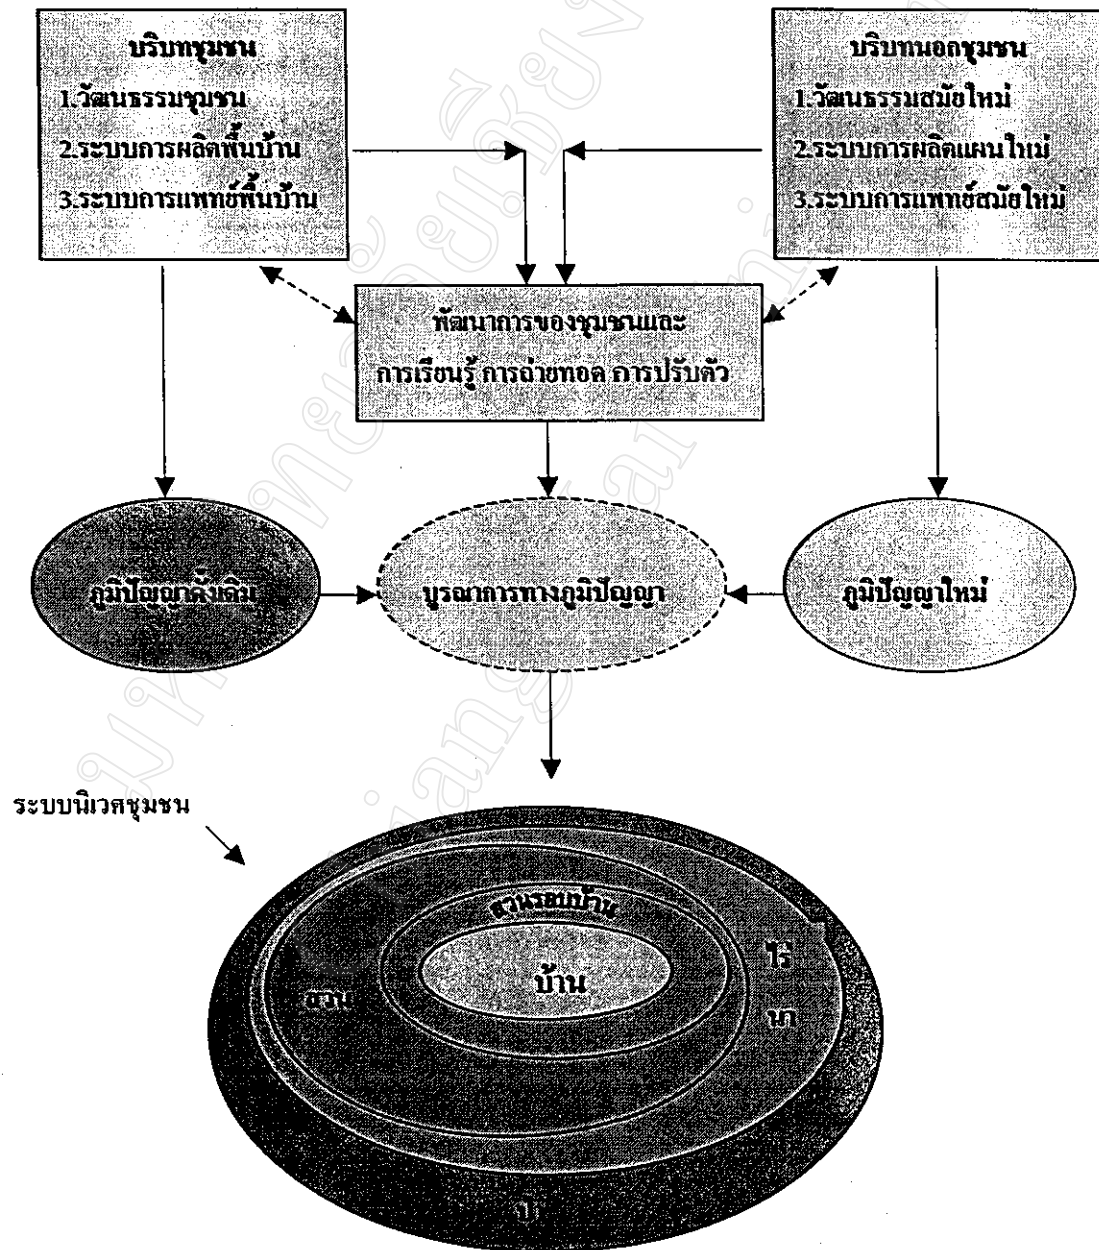 บริบทชุมชน
1.วัฒนธรรมชุมชน
2.ระบบการผลิตพื้นบ้าน
3.ระบบการแพทย์พื้นบ้าน
บริบทนอกชุมชน
1.วัฒนธรรมสมัยใหม่
2.ระบบการผลิตแผนใหม่
3.ระบบการแพทย์สมัยใหม่
พัฒนาการของชุมชนและ
การเรียนรู้ การถ่ายทอด การปรับตัว
ภูมิปัญญาดั้งเดิม
บูรณาการทางภูมิปัญญา
ภูมิปัญญาใหม่
ระบบนิเวศชุมชน
สวนรอบบ้าน
บ้าน
สวน
ไร่
นา
ป่า